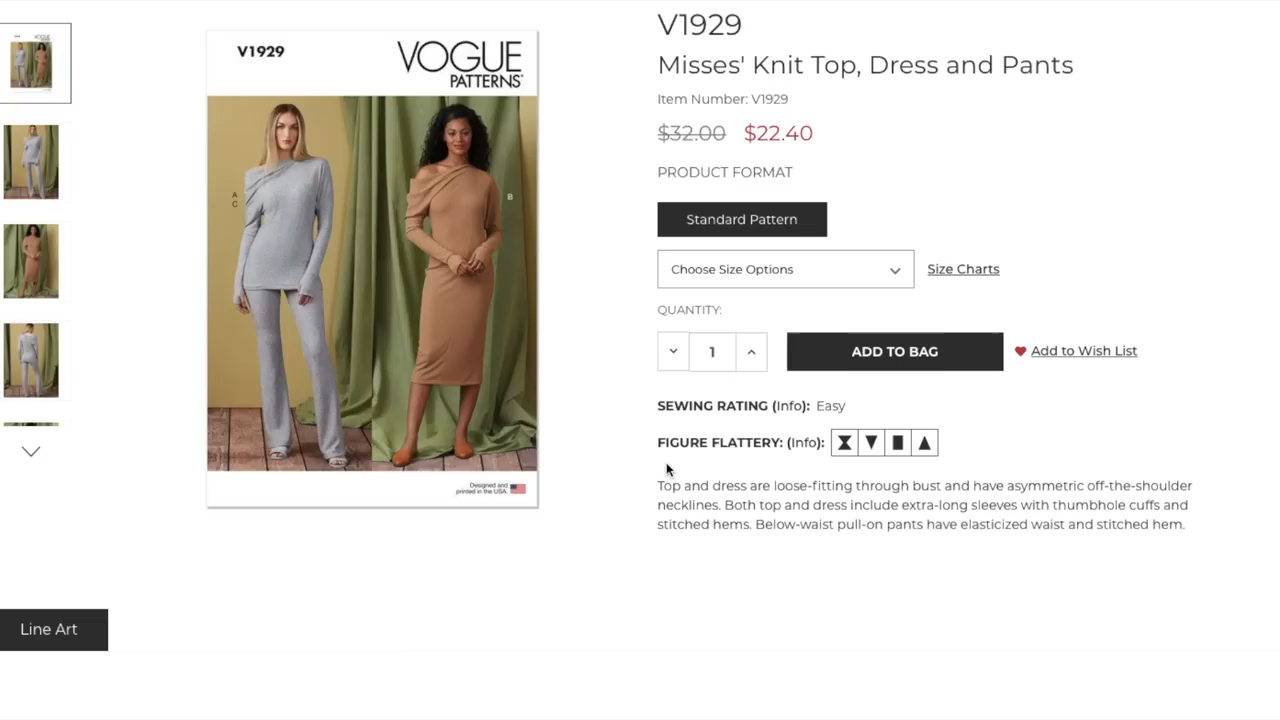 V1929
VOGUE
PATTERNS
A
C
B
Designed and
printed in the USA.
V1929
Misses' Knit Top, Dress and Pants
Item Number: V1929
$32.00 $22.40
PRODUCT FORMAT
Standard Pattern
Choose Size Options
Size Charts
QUANTITY:
1
ADD TO BAG
Add to Wish List
SEWING RATING (Info): Easy
FIGURE FLATTERY: (Info):
Top and dress are loose-fitting through bust and have asymmetric off-the-shoulder
necklines. Both top and dress include extra-long sleeves with thumbhole cuffs and
stitched hems. Below-waist pull-on pants have elasticized waist and stitched hem.
Line Art